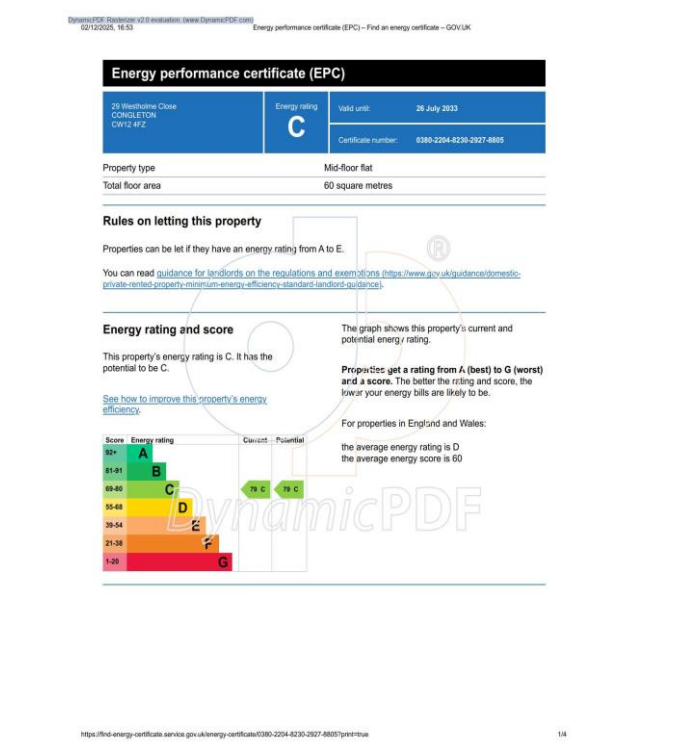 DynamicPDF Rasterizer v2.0 evaluation. (www.DynamicPDF.com)
02/12/2025, 16:53
Energy performance certificate (EPC) – Find an energy certificate – GOV.UK
Energy performance certificate (EPC)
29 Westholme Close
CONGLETON
CW12 4FZ
Energy rating
C
Valid until: 26 July 2033
Certificate number: 0380-2204-8230-2927-8805
Property type Mid-floor flat
Total floor area 60 square metres
Rules on letting this property
Properties can be let if they have an energy rating from A to E.
You can read guidance for landlords on the regulations and exemptions (https://www.gov.uk/guidance/domestic-
private-rented-property-minimum-energy-efficiency-standard-landlord-guidance).
Energy rating and score
This property's energy rating is C. It has the
potential to be C.
See how to improve this property's energy
efficiency.
Score Energy rating Current Potential
92+ A
81-91 B
69-80 C 79 C 79 C
55-68 D
39-54 E
21-38 F
1-20 G
The graph shows this property's current and
potential energy rating.
Properties get a rating from A (best) to G (worst)
and a score. The better the rating and score, the
lower your energy bills are likely to be.
For properties in England and Wales:
the average energy rating is D
the average energy score is 60
®
DynamicPDF
https://find-energy-certificate.service.gov.uk/energy-certificate/0380-2204-8230-2927-8805?print=true
1/4